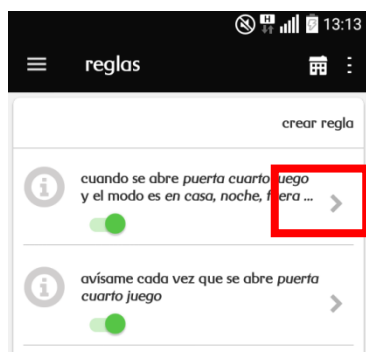 13:13
reglas
crear regla
cuando se abre puerta cuarto juego
y el modo es en casa, noche, fuera ...
avísame cada vez que se abre puerta
cuarto juego